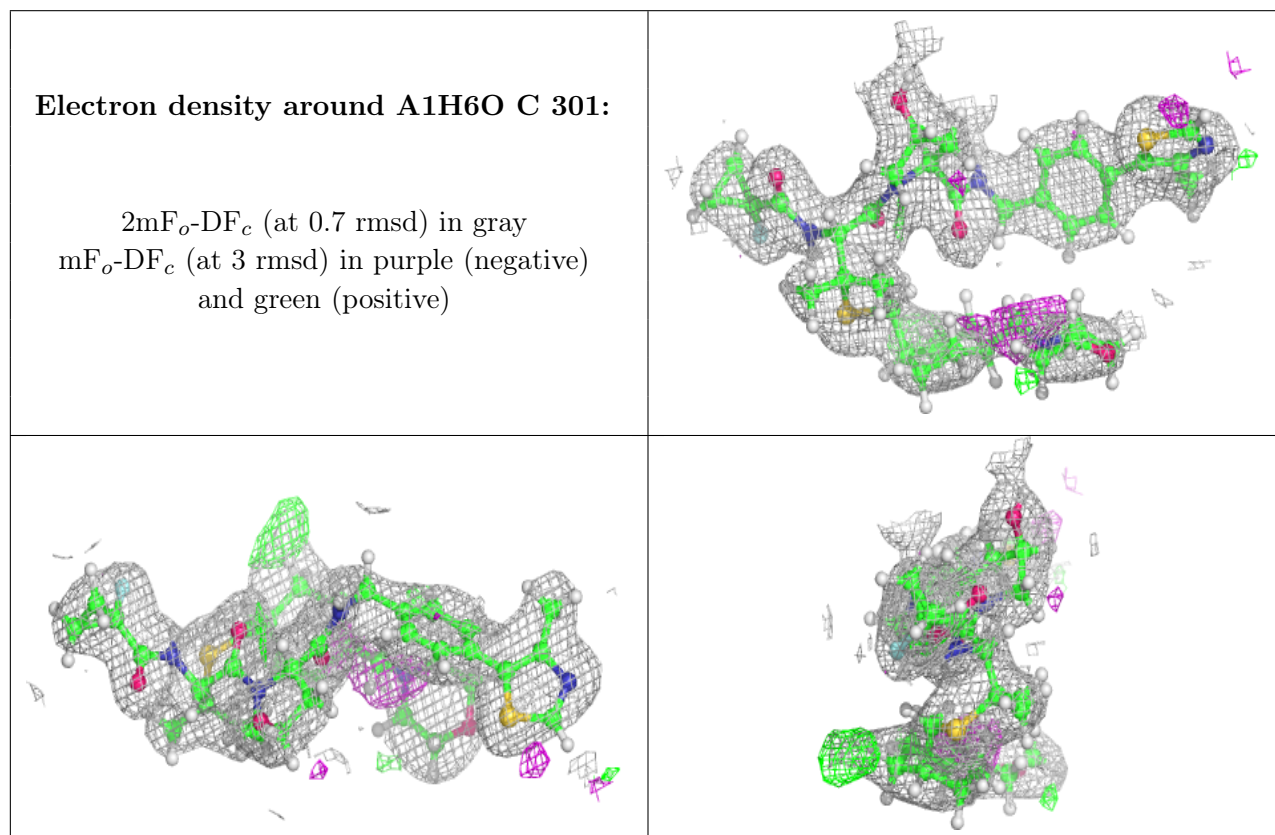 Electron density around A1H6O C 301:
2mFo-DFc (at 0.7 rmsd) in gray
mFo-DFc (at 3 rmsd) in purple (negative)
and green (positive)